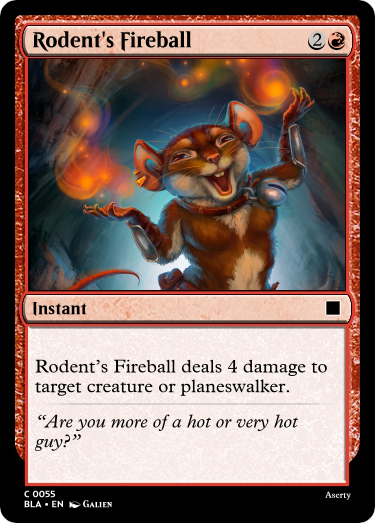 Rodent's Fireball 2
Instant
Rodent's Fireball deals 4 damage to
target creature or planeswalker.
“Are you more of a hot or very hot
guy?”
C 0055
BLA • EN GALIEN
Aserty